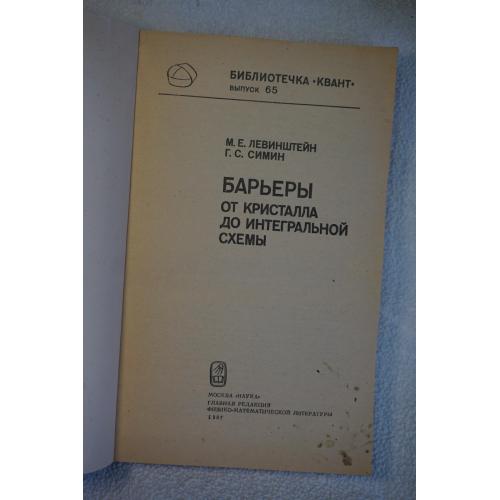 БИБЛИОТЕЧКА «КВАНТ»
ВЫПУСК 65
М. Е. ЛЕВИНШТЕЙН
Г. С. СИМИН
БАРЬЕРЫ
ОТ КРИСТАЛЛА
ДО ИНТЕГРАЛЬНОЙ
СХЕМЫ
МОСКВА «НАУКА»
ГЛАВНАЯ РЕДАКЦИЯ
ФИЗИКО-МАТЕМАТИЧЕСКОЙ ЛИТЕРАТУРЫ
1987